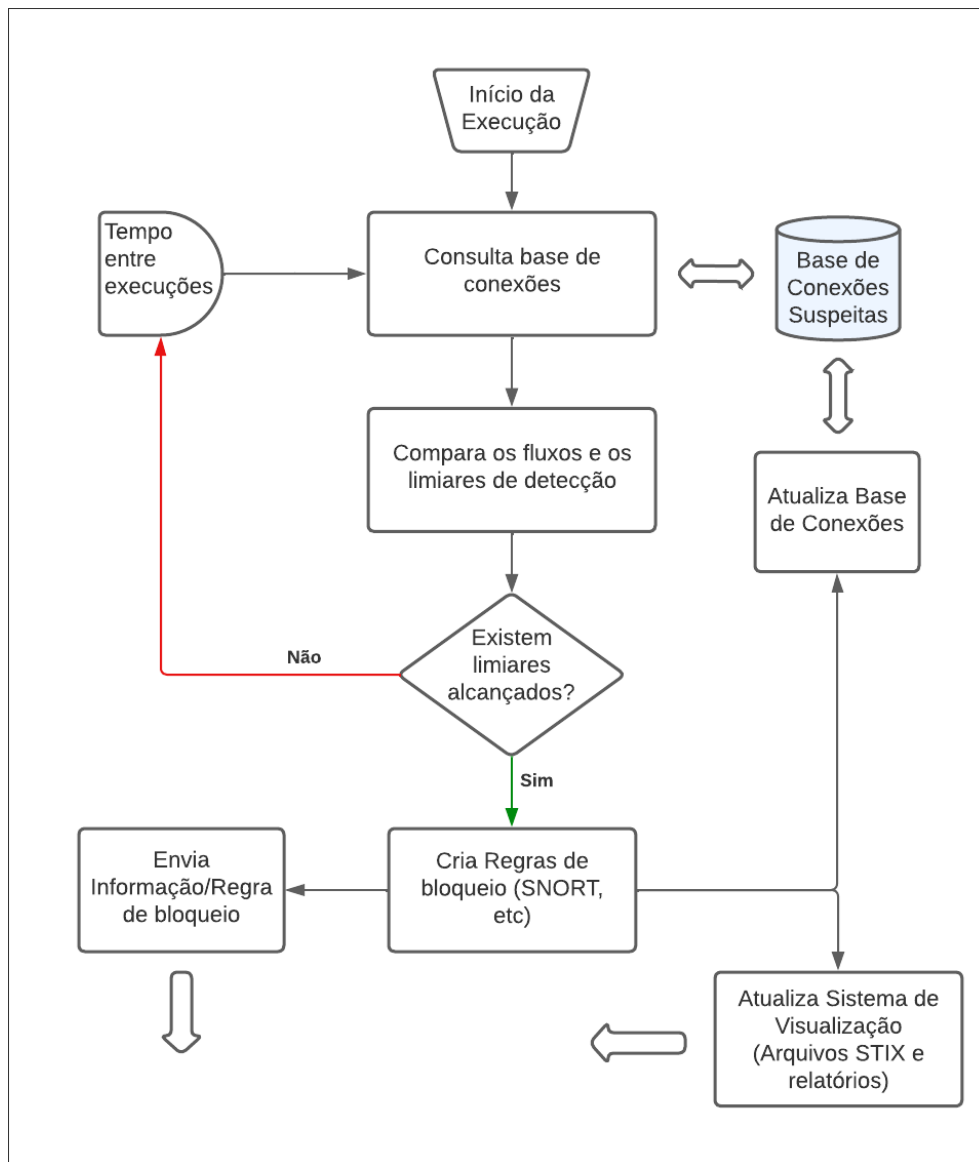 Início da
Execução
Tempo
entre
execuções
Consulta base de
conexões
Base de
Conexões
Suspeitas
Compara os fluxos e os
limiares de detecção
Atualiza Base
de Conexões
Existem
limiares
alcançados?
Não
Sim
Envia
Informação/Regra
de bloqueio
Cria Regras de
bloqueio (SNORT,
etc)
Atualiza Sistema de
Visualização
(Arquivos STIX e
relatórios)